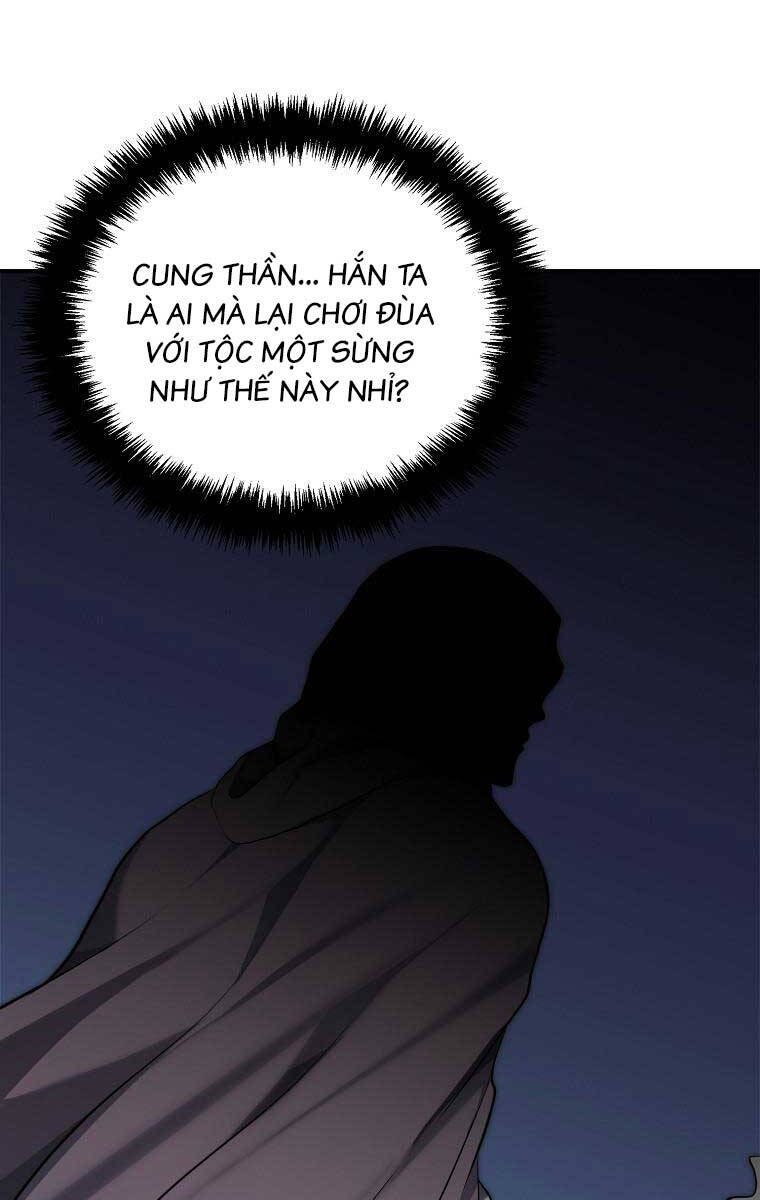 CUNG THẦN... HẮN TA
LÀ AI MÀ LẠI CHƠI ĐÙA
VỚI TỘC MỘT SỪNG
NHƯ THẾ NÀY NHỈ?